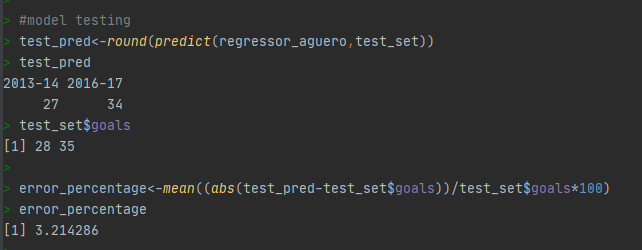 >
> #model testing
> test_pred<-round(predict(regressor_aguero,test_set))
> test_pred
2013-14 2016-17
     27      34
> test_set$goals
[1] 28 35
>
> error_percentage<-mean((abs(test_pred-test_set$goals))/test_set$goals*100)
> error_percentage
[1] 3.214286